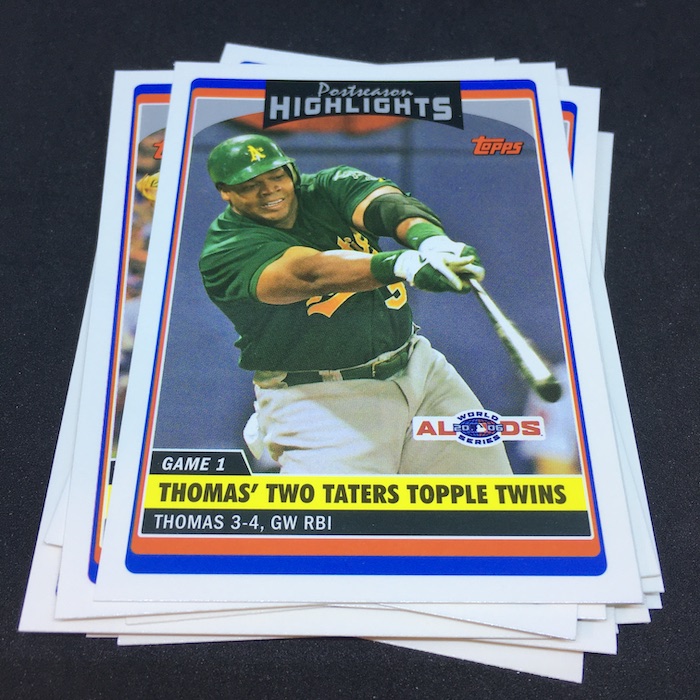 Postseason
HIGHLIGHTS
Topps
A's
5
WORLD
ALDS
2006
SERIES
GAME 1
THOMAS' TWO TATERS TOPPLE TWINS
THOMAS 3-4, GW RBI